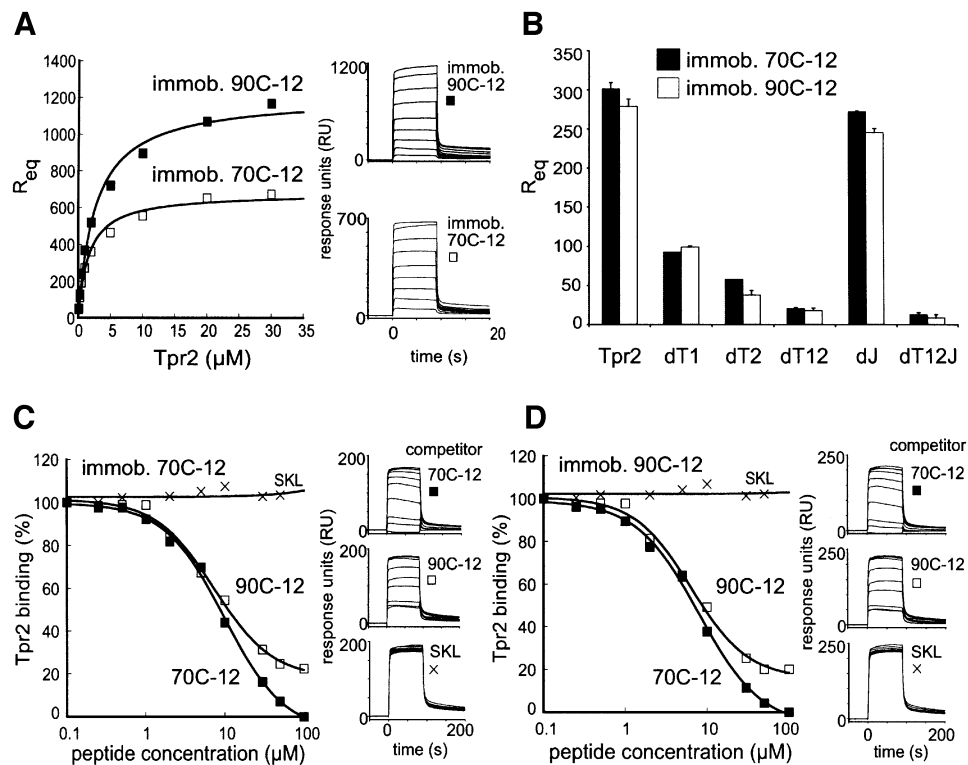 A
1400
1200
1000
800
600
400
200
0
R_eq
immob. 90C-12
immob. 70C-12
0 5 10 15 20 25 30 35
Tpr2 (µM)
1200
0
immob.
90C-12
response units (RU)
700
0
immob.
70C-12
0 20
time (s)
B
350
300
250
200
150
100
50
0
R_eq
immob. 70C-12
immob. 90C-12
Tpr2 dT1 dT2 dT12 dJ dT12J
C
120
100
80
60
40
20
0
Tpr2 binding (%)
immob. 70C-12
SKL
90C-12
70C-12
0.1 1 10 100
peptide concentration (µM)
competitor
200
0
70C-12
response units (RU)
200
0
90C-12
200
0
SKL
0 200
time (s)
D
120
100
80
60
40
20
0
Tpr2 binding (%)
immob. 90C-12
SKL
90C-12
70C-12
0.1 1 10 100
peptide concentration (µM)
competitor
250
0
70C-12
response units (RU)
250
0
90C-12
250
0
SKL
0 200
time (s)